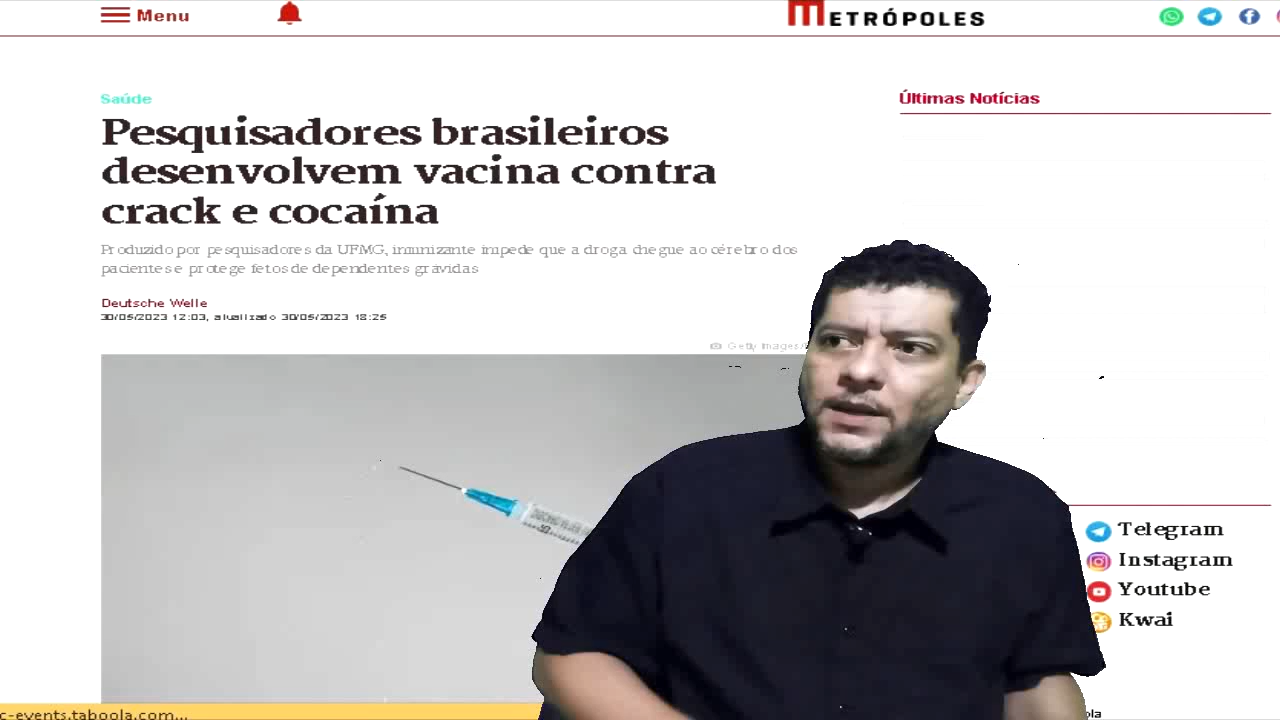 Menu
METRÓPOLES
Saúde
Últimas Notícias
Pesquisadores brasileiros
desenvolvem vacina contra
crack e cocaína
Produzido por pesquisadores da UFMG, imunizante impede que a droga chegue ao cérebro dos
pacientes e protege fetos de dependentes grávidas
Deutsche Welle
30/05/2023 12:03, atualizado 30/05/2023 18:25
Getty Images/
Telegram
Instagram
Youtube
Kwai
c-events.taboola.com...
ola